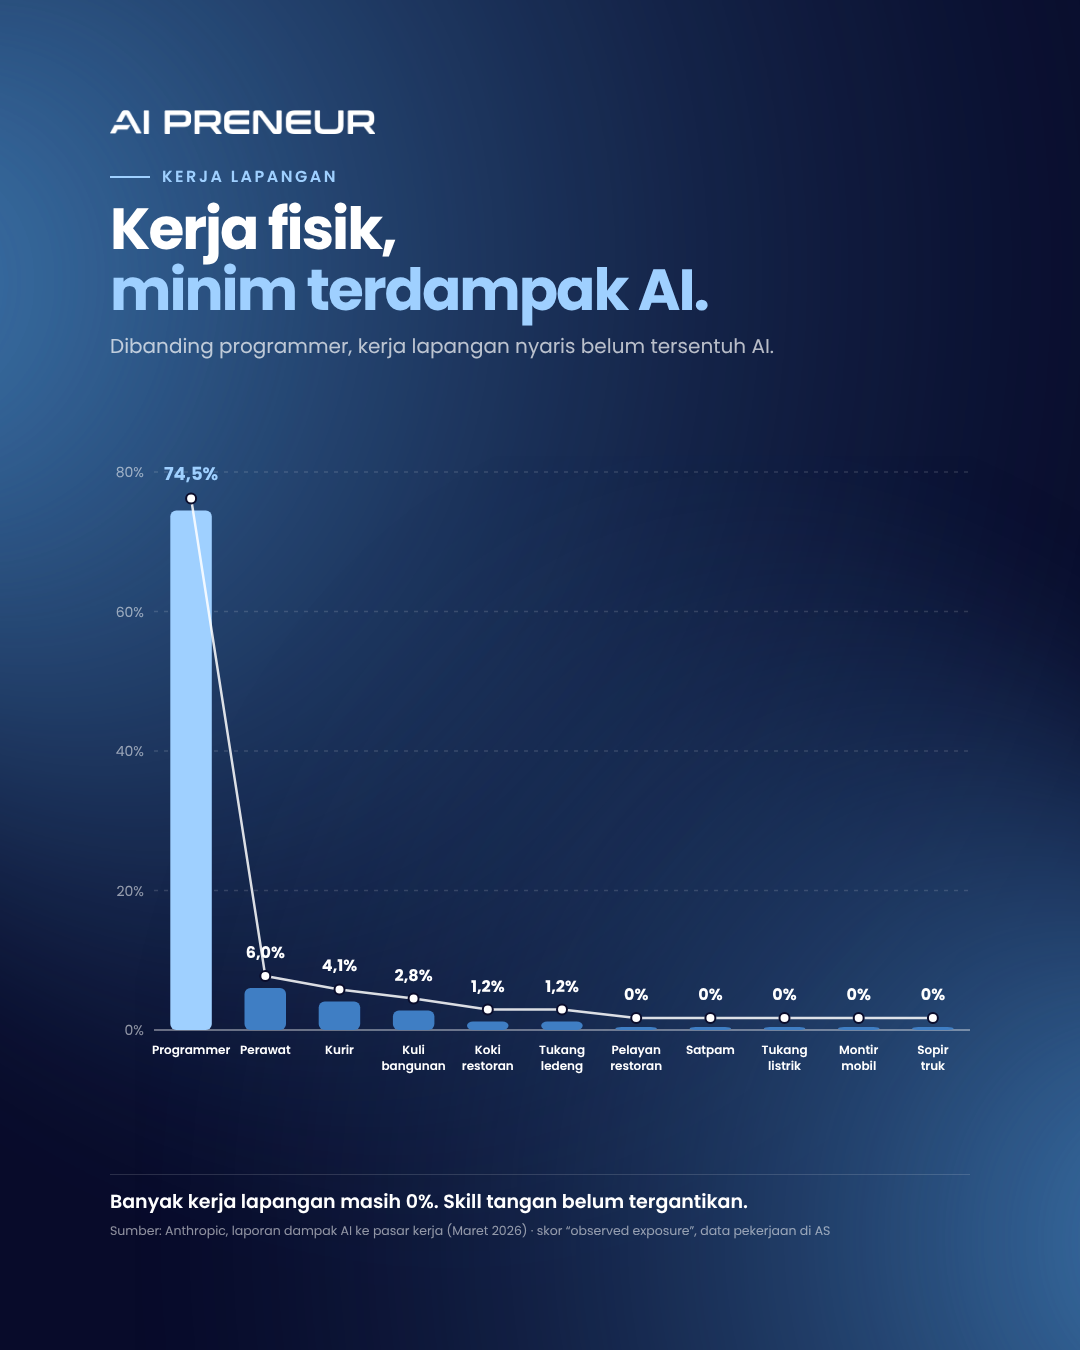 AI PRENEUR
KERJA LAPANGAN
Kerja fisik,
minim terdampak AI.
Dibanding programmer, kerja lapangan nyaris belum tersentuh AI.
80%
74,5%
60%
40%
20%
6,0%
4,1%
2,8%
1,2%
1,2%
0%
0%
0%
0%
0%
0%
Programmer
Perawat
Kurir
Kuli
bangunan
Koki
restoran
Tukang
ledeng
Pelayan
restoran
Satpam
Tukang
listrik
Montir
mobil
Sopir
truk
Banyak kerja lapangan masih 0%. Skill tangan belum tergantikan.
Sumber: Anthropic, laporan dampak AI ke pasar kerja (Maret 2026) · skor “observed exposure”, data pekerjaan di AS